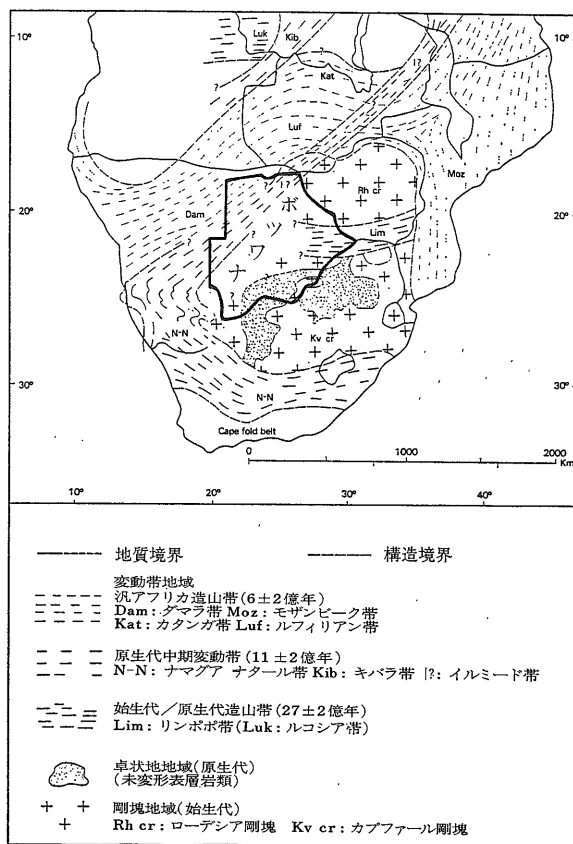 10°
Luk
Kib
?
10°
?
Kat
I?
Luf
?
Moz
?
I?
Rh cr
20°
Dam
ボツワナ
?
?
Lim
20°
?
?
?
?
N-N
Kv cr
30°
N-N
30°
Cape fold belt
0 1000 2000
Km
10° 20° 30° 40°
地質境界 構造境界
変動帯地域
汎アフリカ造山帯(6±2億年)
Dam:ダマラ帯 Moz:モザンビーク帯
Kat:カタンガ帯 Luf:ルフィリアン帯
原生代中期変動帯(11±2億年)
N-N:ナマグア ナタール帯 Kib:キバラ帯 I?:イルミード帯
始生代/原生代造山帯(27±2億年)
Lim:リンポポ帯(Luk:ルコシア帯)
卓状地地域(原生代)
(未変形表層岩類)
剛塊地域(始生代)
Rh cr:ローデシア剛塊 Kv cr:カプファール剛塊